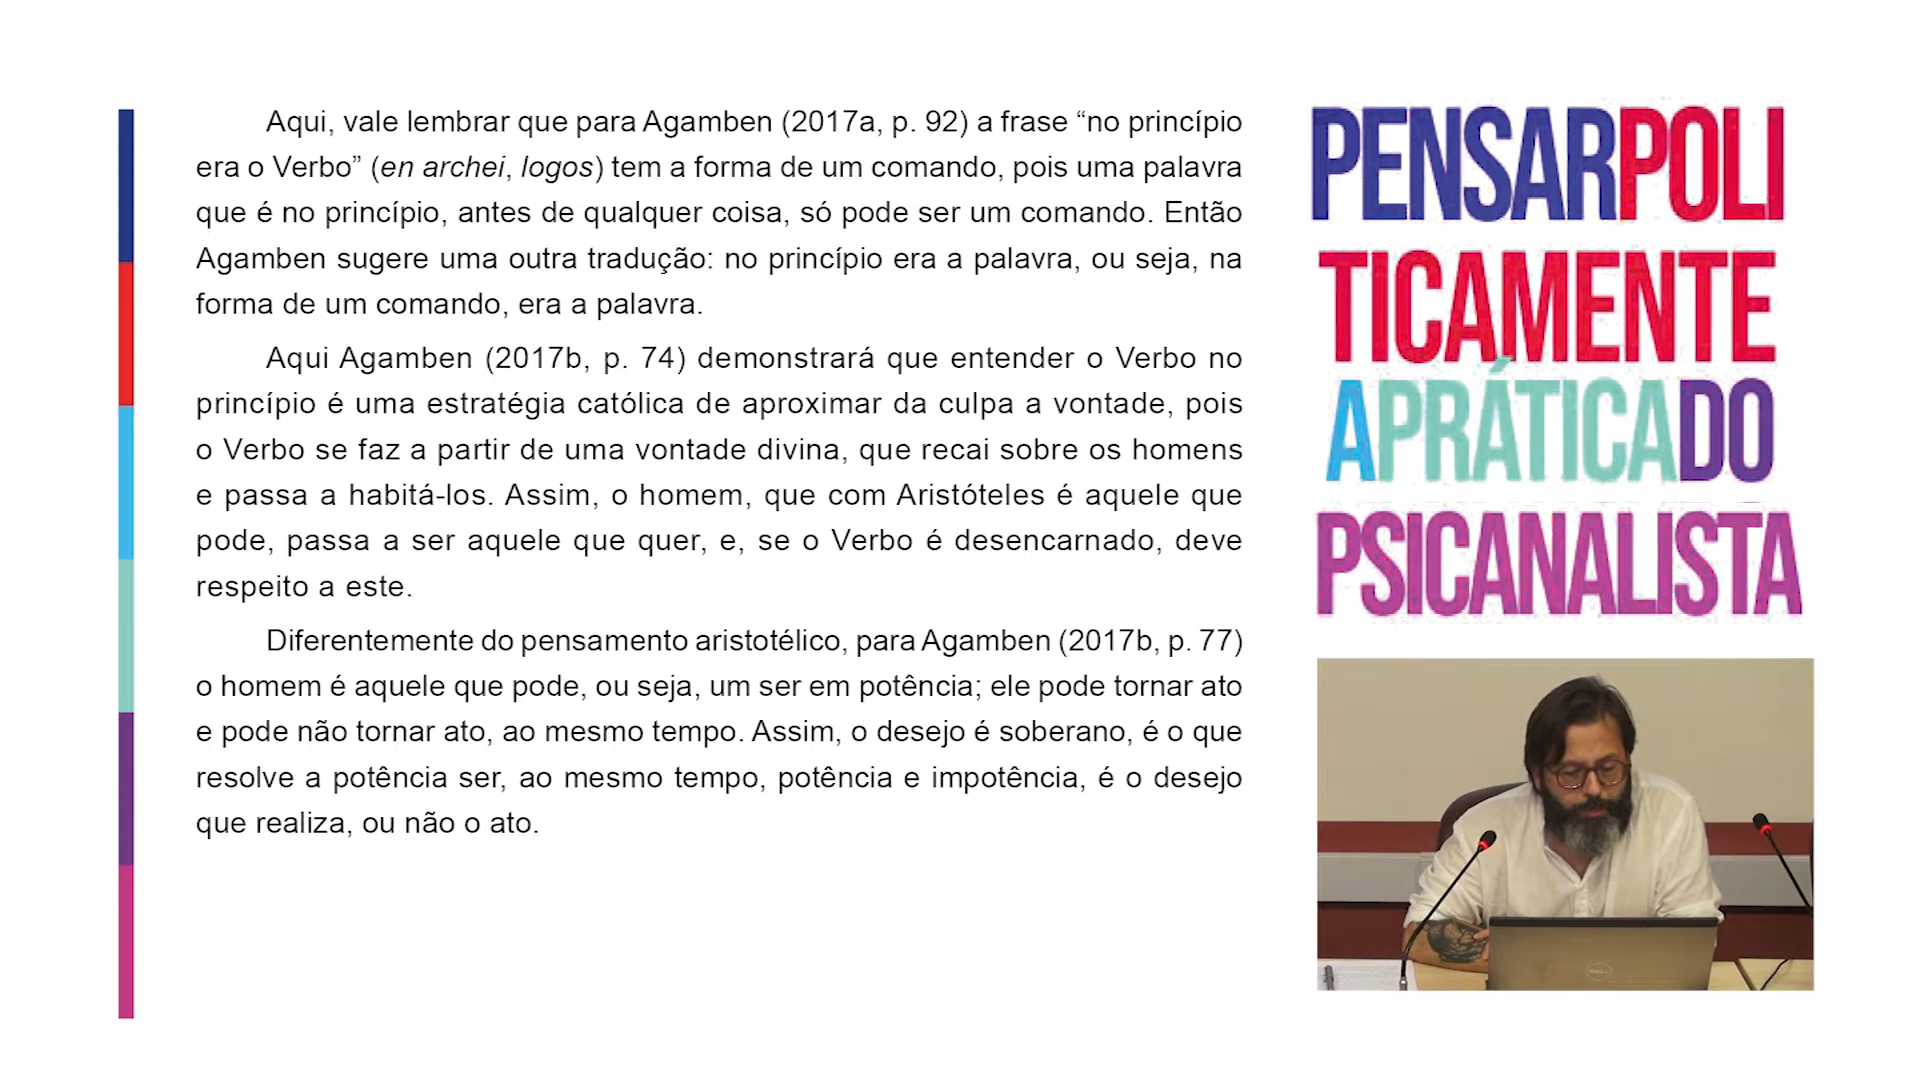 Aqui, vale lembrar que para Agamben (2017a, p. 92) a frase “no princípio
era o Verbo” (en archei, logos) tem a forma de um comando, pois uma palavra
que é no princípio, antes de qualquer coisa, só pode ser um comando. Então
Agamben sugere uma outra tradução: no princípio era a palavra, ou seja, na
forma de um comando, era a palavra.
Aqui Agamben (2017b, p. 74) demonstrará que entender o Verbo no
princípio é uma estratégia católica de aproximar da culpa a vontade, pois
o Verbo se faz a partir de uma vontade divina, que recai sobre os homens
e passa a habitá-los. Assim, o homem, que com Aristóteles é aquele que
pode, passa a ser aquele que quer, e, se o Verbo é desencarnado, deve
respeito a este.
Diferentemente do pensamento aristotélico, para Agamben (2017b, p. 77)
o homem é aquele que pode, ou seja, um ser em potência; ele pode tornar ato
e pode não tornar ato, ao mesmo tempo. Assim, o desejo é soberano, é o que
resolve a potência ser, ao mesmo tempo, potência e impotência, é o desejo
que realiza, ou não o ato.
PENSARPOLI
TICAMENTE
APRÁTICADO
PSICANALISTA
DELL